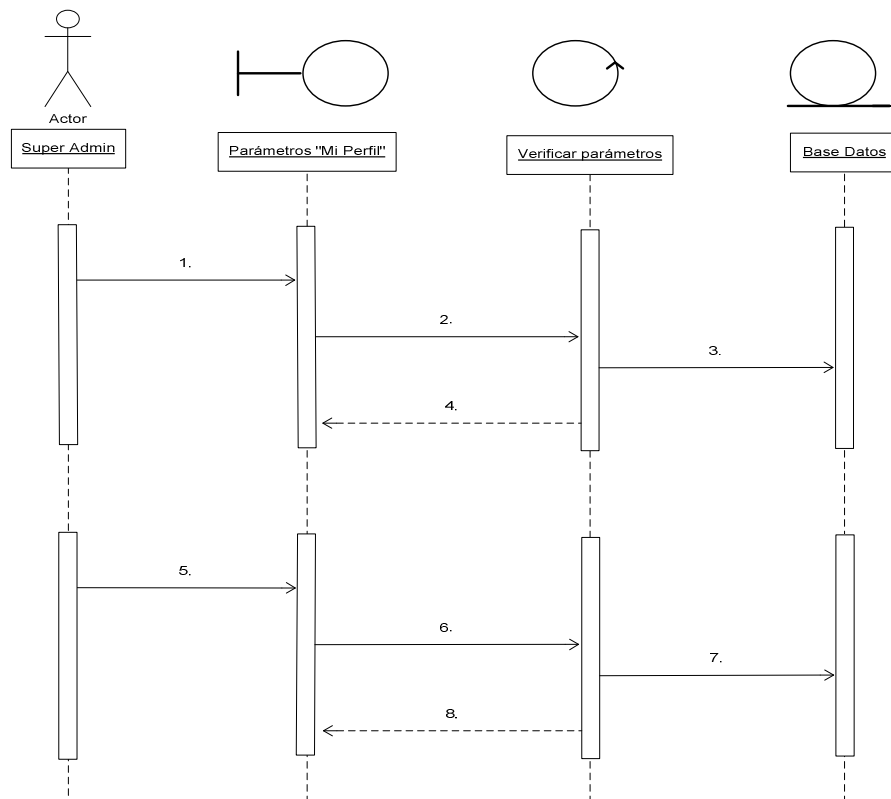 Actor
Super Admin
Parámetros "Mi Perfil"
Verificar parámetros
Base Datos
1.
2.
3.
4.
5.
6.
7.
8.